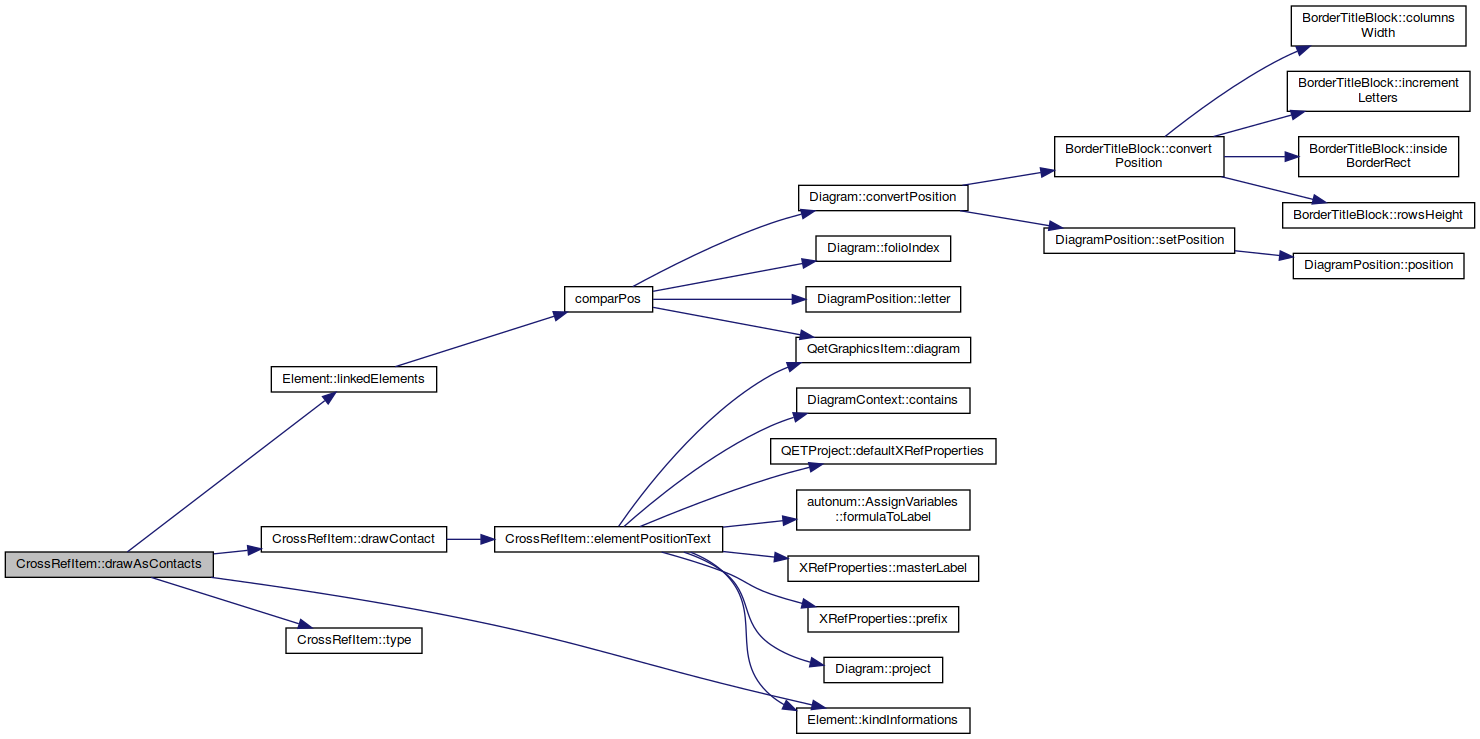 BorderTitleBlock::columns
Width
BorderTitleBlock::increment
Letters
BorderTitleBlock::convert
Position
BorderTitleBlock::inside
BorderRect
Diagram::convertPosition
BorderTitleBlock::rowsHeight
Diagram::folioIndex
DiagramPosition::setPosition
DiagramPosition::position
comparPos
DiagramPosition::letter
QetGraphicsItem::diagram
Element::linkedElements
DiagramContext::contains
QETProject::defaultXRefProperties
autonum::AssignVariables
::formulaToLabel
CrossRefItem::drawContact
CrossRefItem::elementPositionText
CrossRefItem::drawAsContacts
XRefProperties::masterLabel
XRefProperties::prefix
CrossRefItem::type
Diagram::project
Element::kindInformations